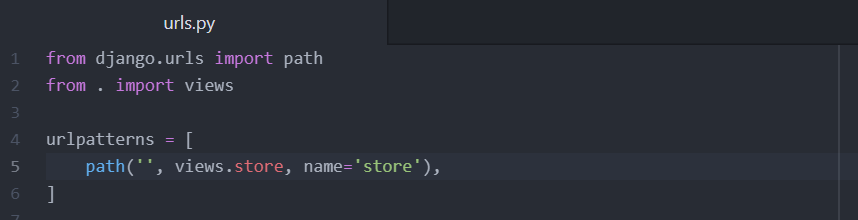 urls.py
1 from django.urls import path
2 from . import views
3
4 urlpatterns = [
5     path('', views.store, name='store'),
6 ]
7